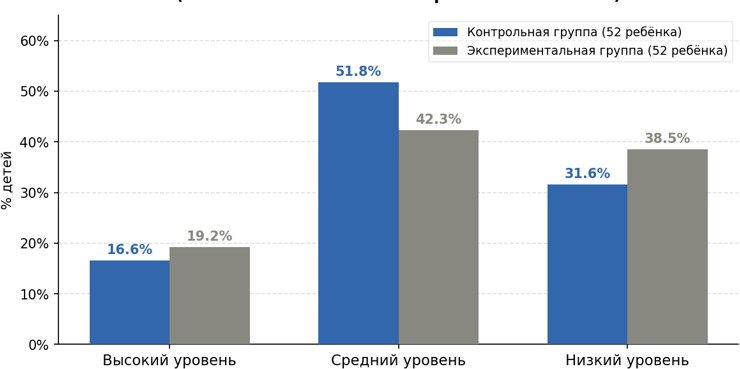 Контрольная группа (52 ребёнка)
Экспериментальная группа (52 ребёнка)
% детей
60%
50%
40%
30%
20%
10%
0%
16.6%
19.2%
51.8%
42.3%
31.6%
38.5%
Высокий уровень
Средний уровень
Низкий уровень